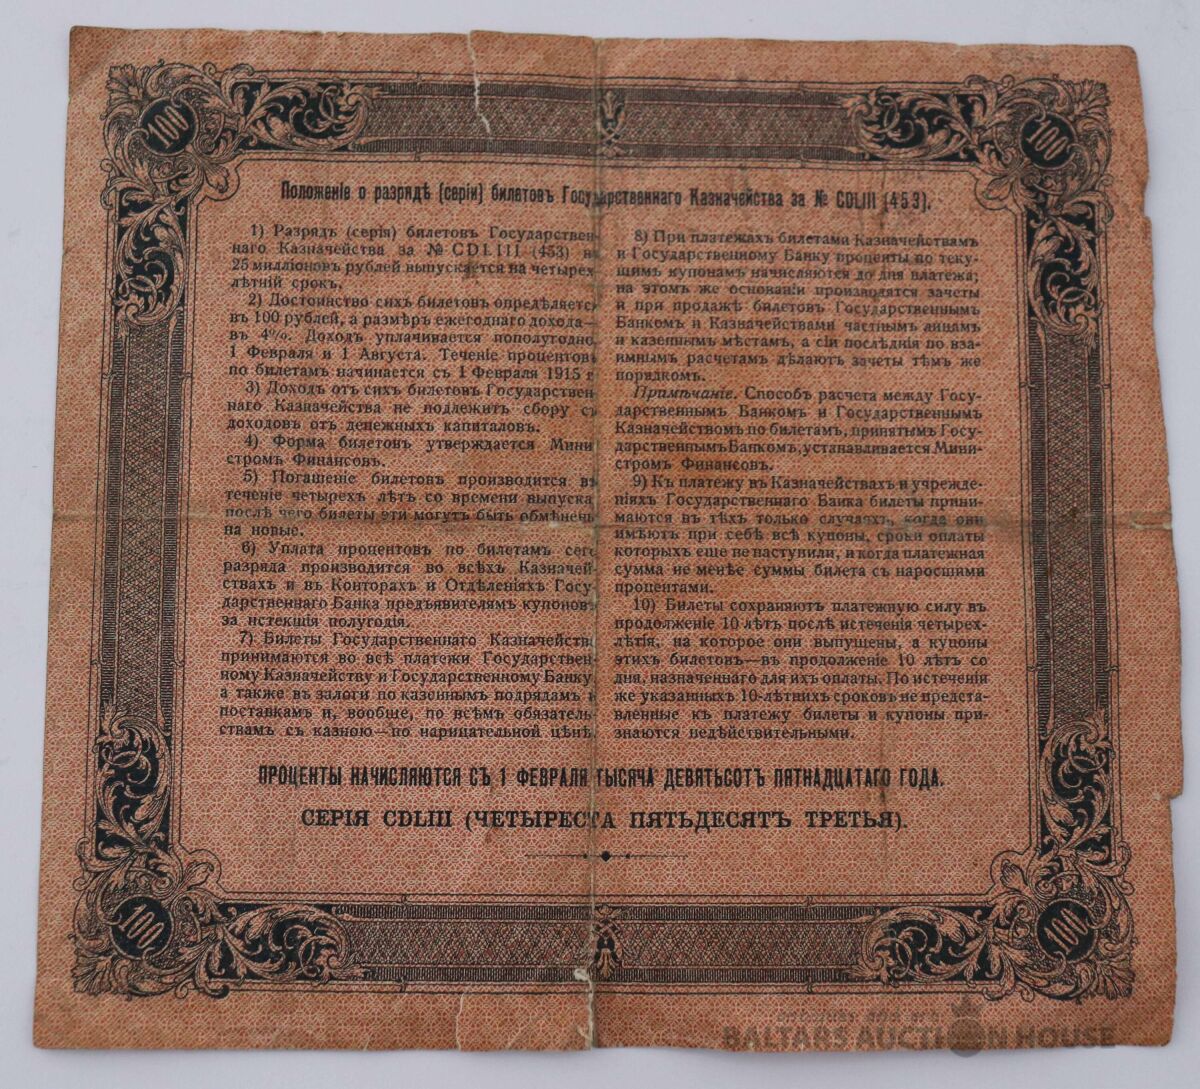 100
100
Положеніе о разрядѣ (серіи) билетовъ Государственнаго Казначейства за № CDLIII (453).
1) Разрядъ (серія) билетовъ Государствен-
наго Казначейства за № CDLIII (453) н
25 милліоновъ рублей выпускается на четырех
лѣтній срокъ.
2) Достоинство сихъ билетовъ опредѣляетс
въ 100 рублей, а размѣръ ежегоднаго дохода—
въ 4%. Доходъ уплачивается пополугодно
1 Февраля и 1 Августа. Теченіе процентовъ
по билетамъ начинается съ 1 Февраля 1915 г
3) Доходъ отъ сихъ билетовъ Государствен
наго Казначейства не подлежитъ сбору съ
доходовъ отъ денежныхъ капиталовъ.
4) Форма билетовъ утверждается Мини
стромъ Финансовъ.
5) Погашеніе билетовъ производится въ
теченіе четырехъ лѣтъ со времени выпуска
послѣ чего билеты эти могутъ быть обмѣнены
на новые.
6) Уплата процентовъ по билетамъ сего
разряда производится во всѣхъ Казначей
ствахъ и въ Конторахъ и Отдѣленіяхъ Госу
дарственнаго Банка предъявителямъ купоновъ
за истекшія полугодія.
7) Билеты Государственнаго Казначейств
принимаются во всѣ платежи Государствен-
ному Казначейству и Государственному Банку
а также въ залоги по казеннымъ подрядамъ и
поставкамъ и, вообще, по всѣмъ обязатель-
ствамъ съ казною—по нарицательной цѣнѣ.
8) При платежахъ билетами Казначействамъ
и Государственному Банку проценты по теку-
щимъ купонамъ начисляются до дня платежа;
на этомъ же основаніи производятся зачеты
и при продажѣ билетовъ Государственнымъ
Банкомъ и Казначействами частнымъ лицамъ
и казеннымъ мѣстамъ, а сіи послѣднія по вза-
имнымъ расчетамъ дѣлаютъ зачеты тѣмъ же
порядкомъ.
Примѣчаніе. Способъ расчета между Госу-
дарственнымъ Банкомъ и Государственнымъ
Казначействомъ по билетамъ, принятымъ Госу-
дарственнымъ Банкомъ, устанавливается Мини-
стромъ Финансовъ.
9) Къ платежу въ Казначействахъ и учрежде-
ніяхъ Государственнаго Банка билеты прини-
маются въ тѣхъ только случаяхъ, когда они
имѣютъ при себѣ всѣ купоны, сроки оплаты
которыхъ еще не наступили, и когда платежная
сумма не менѣе суммы билета съ наросшими
процентами.
10) Билеты сохраняютъ платежную силу въ
продолженіе 10 лѣтъ послѣ истеченія четырех-
лѣтія, на которое они выпущены, а купоны
этихъ билетовъ—въ продолженіе 10 лѣтъ со
дня, назначеннаго для ихъ оплаты. По истеченіи
же указанныхъ 10-лѣтнихъ сроковъ не предста-
вленные къ платежу билеты и купоны при-
знаются недѣйствительными.
ПРОЦЕНТЫ НАЧИСЛЯЮТСЯ СЪ 1 ФЕВРАЛЯ ТЫСЯЧА ДЕВЯТЬСОТЪ ПЯТНАДЦАТАГО ГОДА.
СЕРІЯ CDLIII (ЧЕТЫРЕСТА ПЯТЬДЕСЯТЪ ТРЕТЬЯ).
100
100
antiques and art
BALTARS AUCTION HOUSE